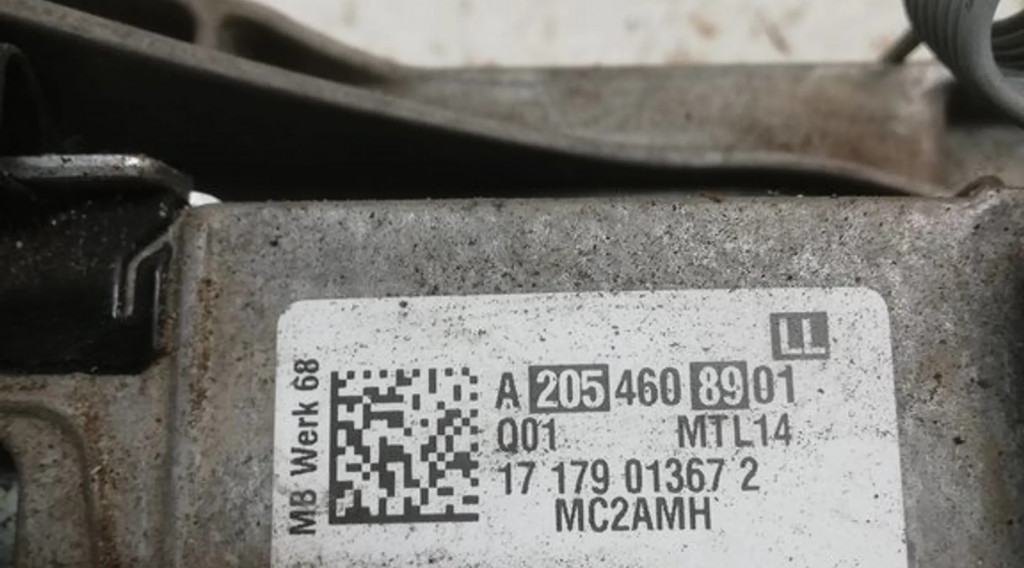 LL
MB Werk 68
A 205 460 89 01
Q01 MTL14
17 179 01367 2
MC2AMH